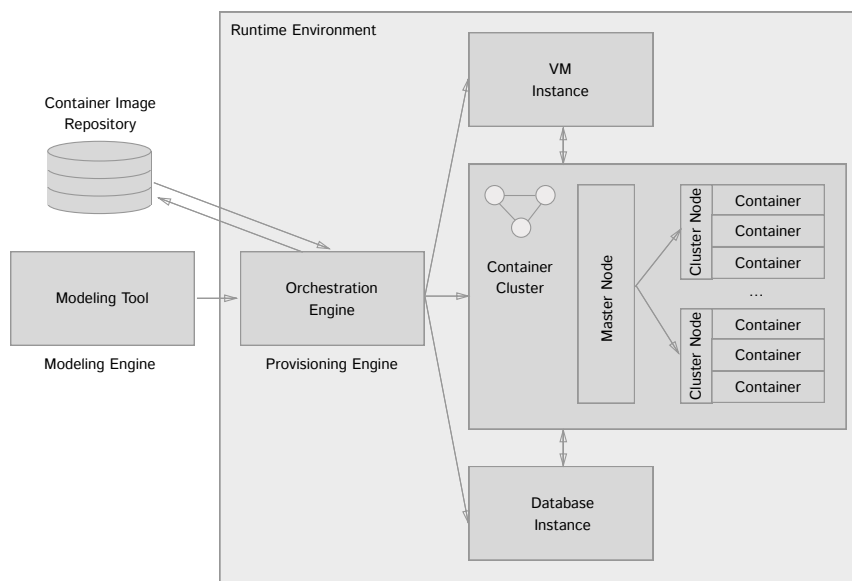 Runtime Environment
VM
Instance
Container Image
Repository
Modeling Tool
Modeling Engine
Orchestration
Engine
Provisioning Engine
Container
Cluster
Master Node
Cluster Node
Container
Container
Container
...
Cluster Node
Container
Container
Container
Database
Instance